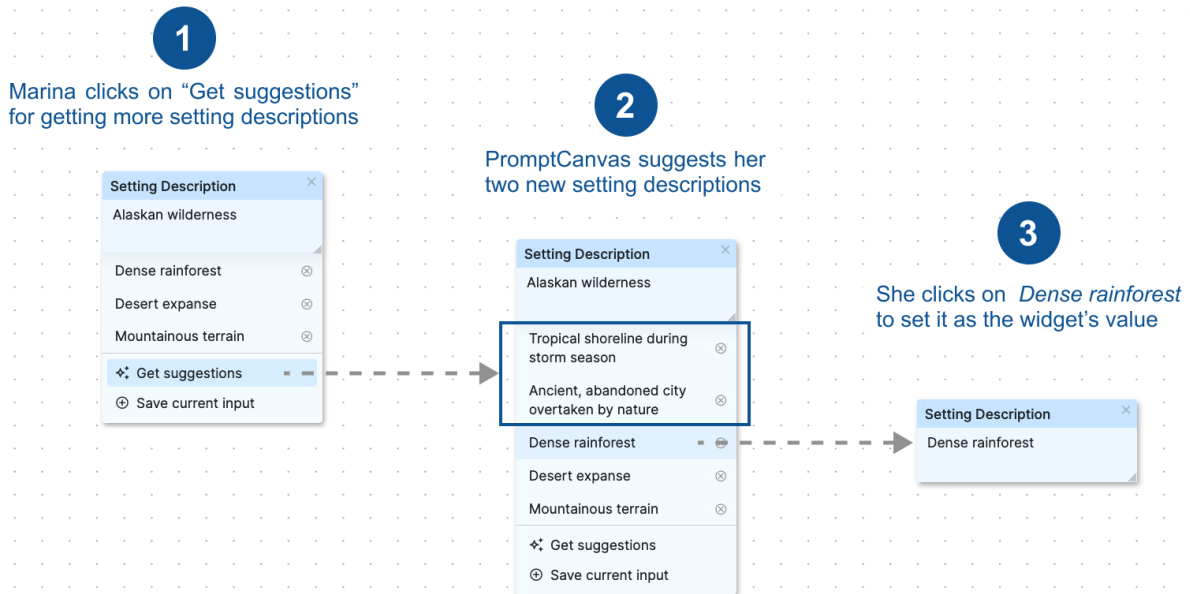 1
Marina clicks on “Get suggestions”
for getting more setting descriptions
Setting Description
Alaskan wilderness
Dense rainforest
Desert expanse
Mountainous terrain
Get suggestions
Save current input
2
PromptCanvas suggests her
two new setting descriptions
Setting Description
Alaskan wilderness
Tropical shoreline during
storm season
Ancient, abandoned city
overtaken by nature
Dense rainforest
Desert expanse
Mountainous terrain
Get suggestions
Save current input
3
She clicks on Dense rainforest
to set it as the widget’s value
Setting Description
Dense rainforest